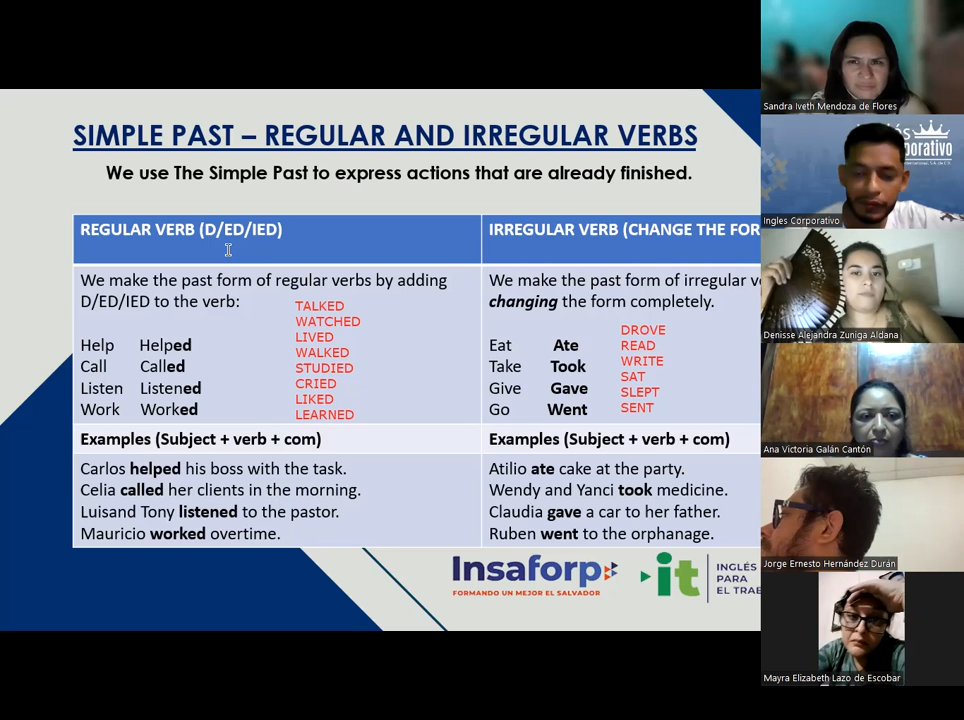 SIMPLE PAST – REGULAR AND IRREGULAR VERBS
We use The Simple Past to express actions that are already finished.
REGULAR VERB (D/ED/IED)
We make the past form of regular verbs by adding
D/ED/IED to the verb:
Help Helped
Call Called
Listen Listened
Work Worked
TALKED
WATCHED
LIVED
WALKED
STUDIED
CRIED
LIKED
LEARNED
Examples (Subject + verb + com)
Carlos helped his boss with the task.
Celia called her clients in the morning.
Luisand Tony listened to the pastor.
Mauricio worked overtime.
IRREGULAR VERB (CHANGE THE FOR
We make the past form of irregular ve
changing the form completely.
Eat Ate
Take Took
Give Gave
Go Went
DROVE
READ
WRITE
SAT
SLEPT
SENT
Examples (Subject + verb + com)
Atilio ate cake at the party.
Wendy and Yanci took medicine.
Claudia gave a car to her father.
Ruben went to the orphanage.
Insaforp
FORMANDO UN MEJOR EL SALVADOR
it
INGLÉS
PARA
EL TRAB
Sandra Iveth Mendoza de Flores
porativo
Ingles Corporativo
Denisse Alejandra Zuniga Aldana
Ana Victoria Galán Cantón
Jorge Ernesto Hernández Durán
Mayra Elizabeth Lazo de Escobar